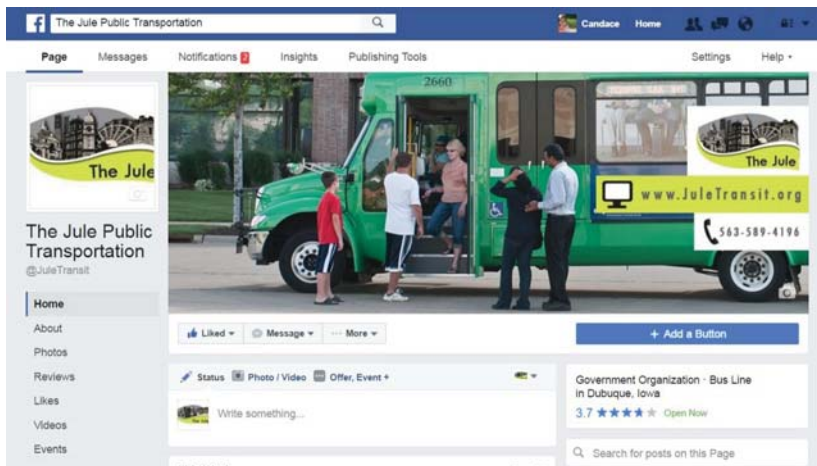 The Jule Public Transportation
Candace Home
Page Messages Notifications 2 Insights Publishing Tools Settings Help
The Jule
2660
The Jule
www.JuleTransit.org
563-589-4196
The Jule Public
Transportation
@JuleTransit
Home
About
Photos
Reviews
Likes
Videos
Events
Liked Message ··· More
+ Add a Button
Status Photo / Video Offer, Event +
The Jule
Write something...
Government Organization · Bus Line
in Dubuque, Iowa
3.7 ★★★★★ Open Now
Search for posts on this Page